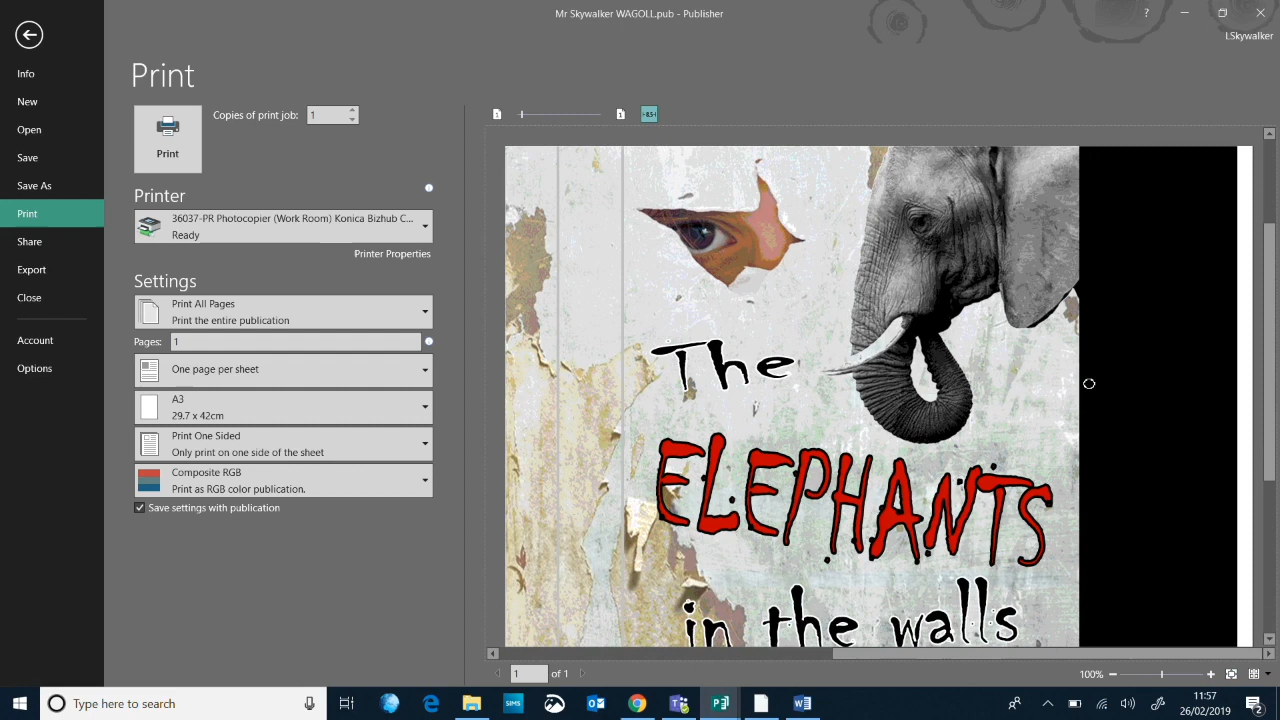 Mr Skywalker WAGOLL.pub - Publisher
?
LSkywalker
Info
New
Open
Save
Save As
Print
Share
Export
Close
Account
Options
Print
Print
Copies of print job:
1
Printer
36037-PR Photocopier (Work Room) Konica Bizhub C...
Ready
Printer Properties
Settings
Print All Pages
Print the entire publication
Pages:
1
One page per sheet
A3
29.7 x 42cm
Print One Sided
Only print on one side of the sheet
Composite RGB
Print as RGB color publication.
Save settings with publication
1
1
The
ELEPHANTS
in the walls
1 of 1
100%
Type here to search
SIMS
11:57
26/02/2019
2